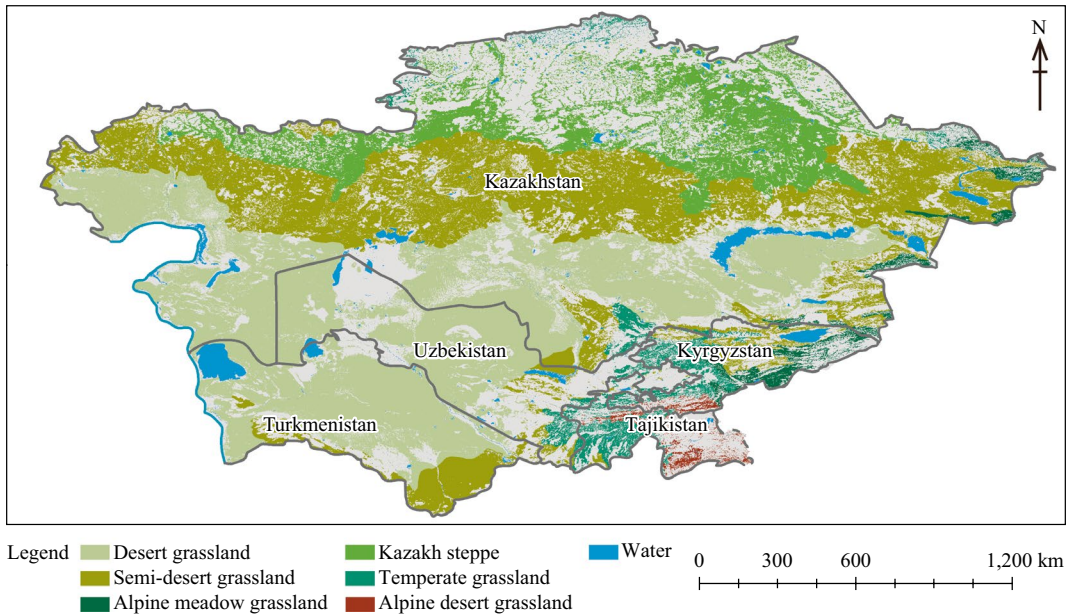 N
Kazakhstan
Uzbekistan
Kyrgyzstan
Turkmenistan
Tajikistan
Legend
Desert grassland
Kazakh steppe
Water
Semi-desert grassland
Temperate grassland
Alpine meadow grassland
Alpine desert grassland
0 300 600 1,200 km